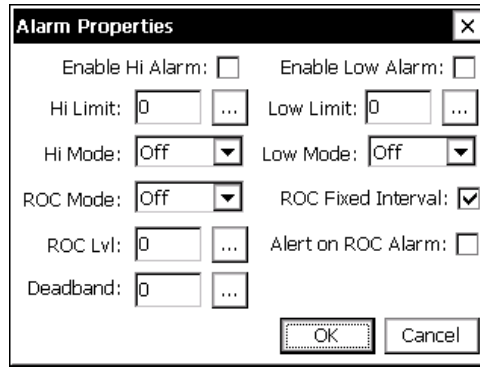 Alarm Properties
Enable Hi Alarm: Enable Low Alarm:
Hi Limit: 0 ... Low Limit: 0 ...
Hi Mode: Off Low Mode: Off
ROC Mode: Off ROC Fixed Interval:
ROC Lvl: 0 ... Alert on ROC Alarm:
Deadband: 0 ...
OK Cancel